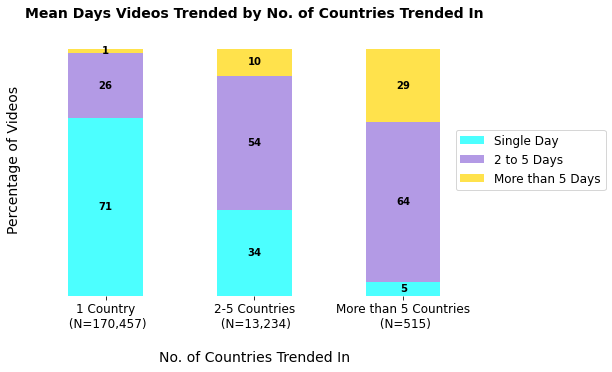 Mean Days Videos Trended by No. of Countries Trended In
Percentage of Videos
1
26
71
10
54
34
29
64
5
Single Day
2 to 5 Days
More than 5 Days
1 Country
(N=170,457)
2-5 Countries
(N=13,234)
More than 5 Countries
(N=515)
No. of Countries Trended In